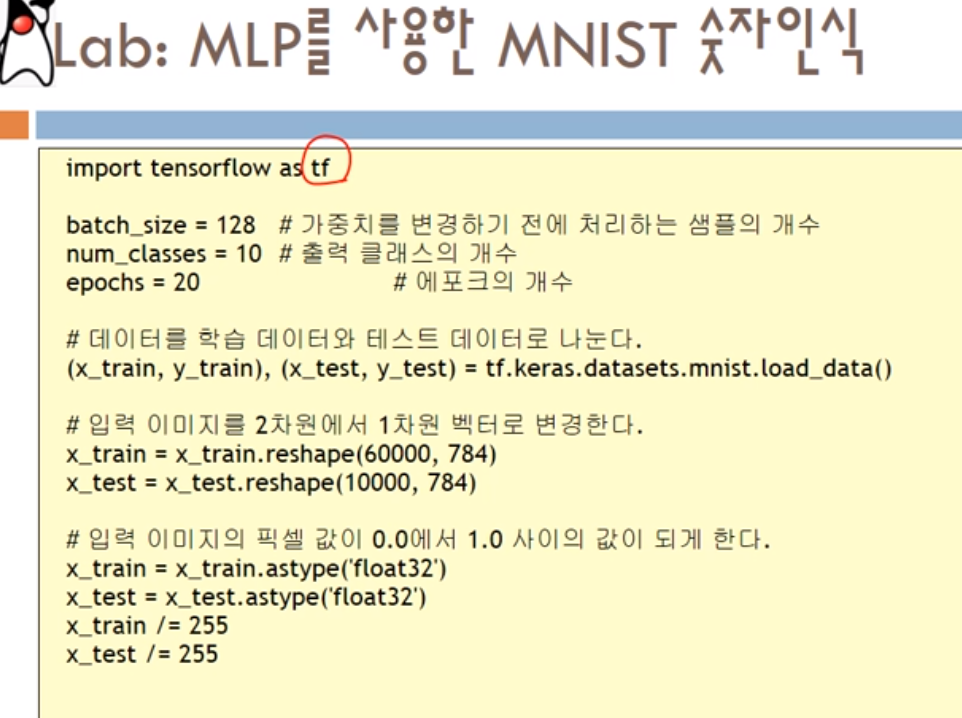 Lab: MLP를 사용한 MNIST 숫자인식
import tensorflow as tf
batch_size = 128 # 가중치를 변경하기 전에 처리하는 샘플의 개수
num_classes = 10 # 출력 클래스의 개수
epochs = 20 # 에포크의 개수
# 데이터를 학습 데이터와 테스트 데이터로 나눈다.
(x_train, y_train), (x_test, y_test) = tf.keras.datasets.mnist.load_data()
# 입력 이미지를 2차원에서 1차원 벡터로 변경한다.
x_train = x_train.reshape(60000, 784)
x_test = x_test.reshape(10000, 784)
# 입력 이미지의 픽셀 값이 0.0에서 1.0 사이의 값이 되게 한다.
x_train = x_train.astype('float32')
x_test = x_test.astype('float32')
x_train /= 255
x_test /= 255